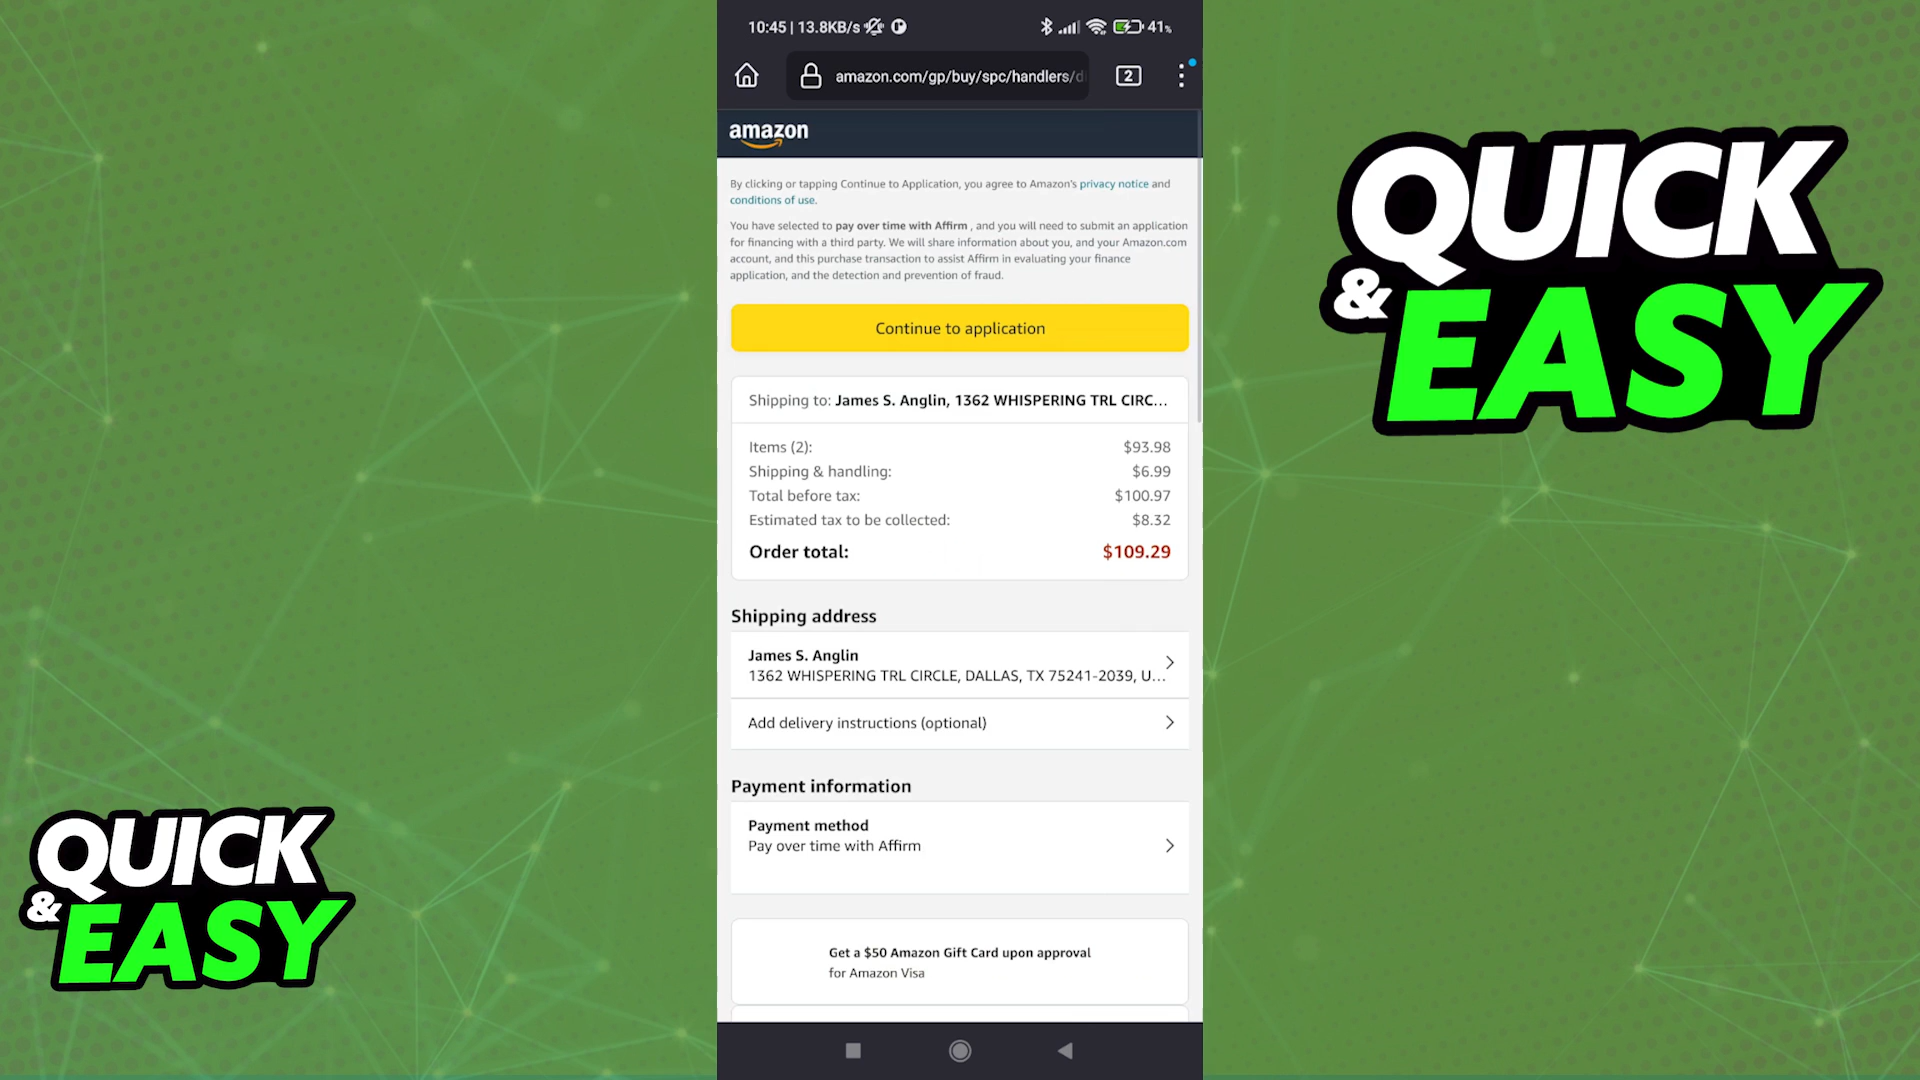 10:45 | 13.8KB/s
41%
amazon.com/gp/buy/spc/handlers/d
2
amazon
By clicking or tapping Continue to Application, you agree to Amazon's privacy notice and
conditions of use.
You have selected to pay over time with Affirm , and you will need to submit an application
for financing with a third party. We will share information about you, and your Amazon.com
account, and this purchase transaction to assist Affirm in evaluating your finance
application, and the detection and prevention of fraud.
Continue to application
Shipping to: James S. Anglin, 1362 WHISPERING TRL CIRC...
Items (2): $93.98
Shipping & handling: $6.99
Total before tax: $100.97
Estimated tax to be collected: $8.32
Order total: $109.29
Shipping address
James S. Anglin
1362 WHISPERING TRL CIRCLE, DALLAS, TX 75241-2039, U...
Add delivery instructions (optional)
Payment information
Payment method
Pay over time with Affirm
Get a $50 Amazon Gift Card upon approval
for Amazon Visa
QUICK
& EASY
QUICK
& EASY